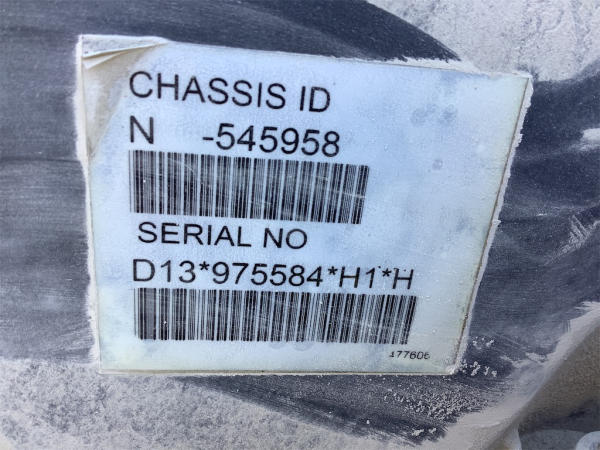 CHASSIS ID
N -545958
SERIAL NO
D13*975584*H1*H
177606